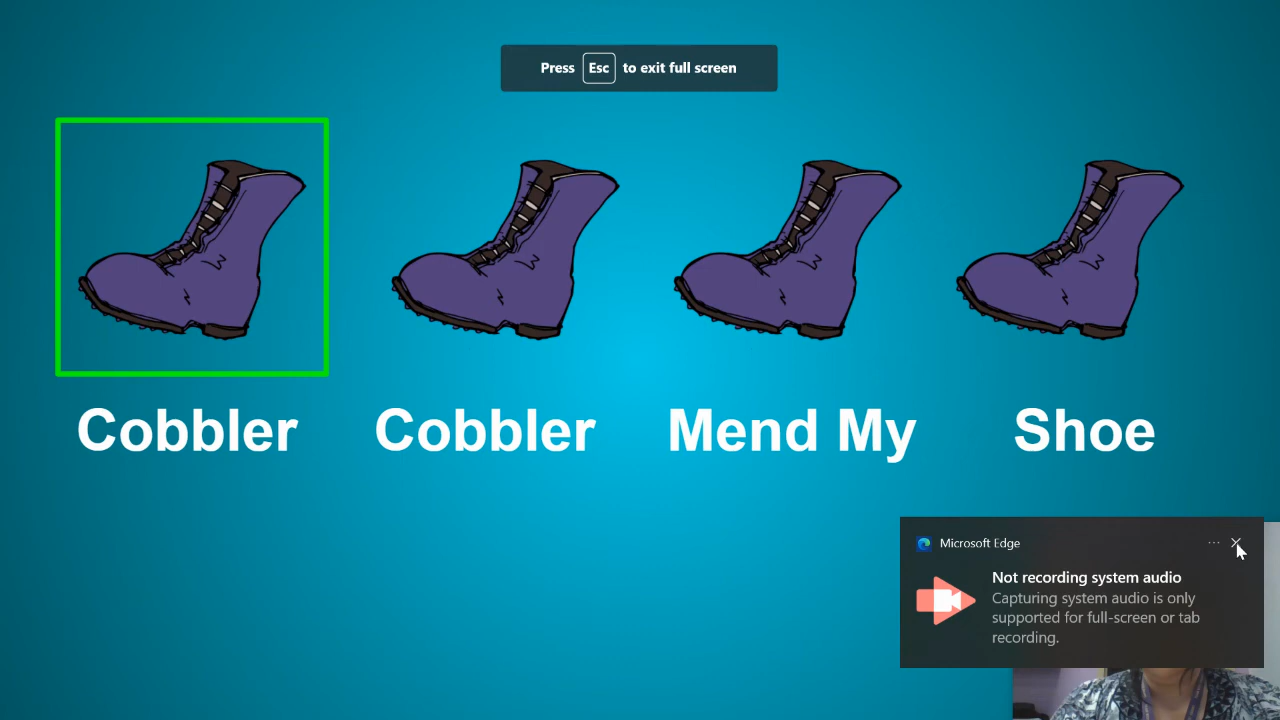 Press Esc to exit full screen
Cobbler Cobbler Mend My Shoe
Microsoft Edge
Not recording system audio
Capturing system audio is only
supported for full-screen or tab
recording.